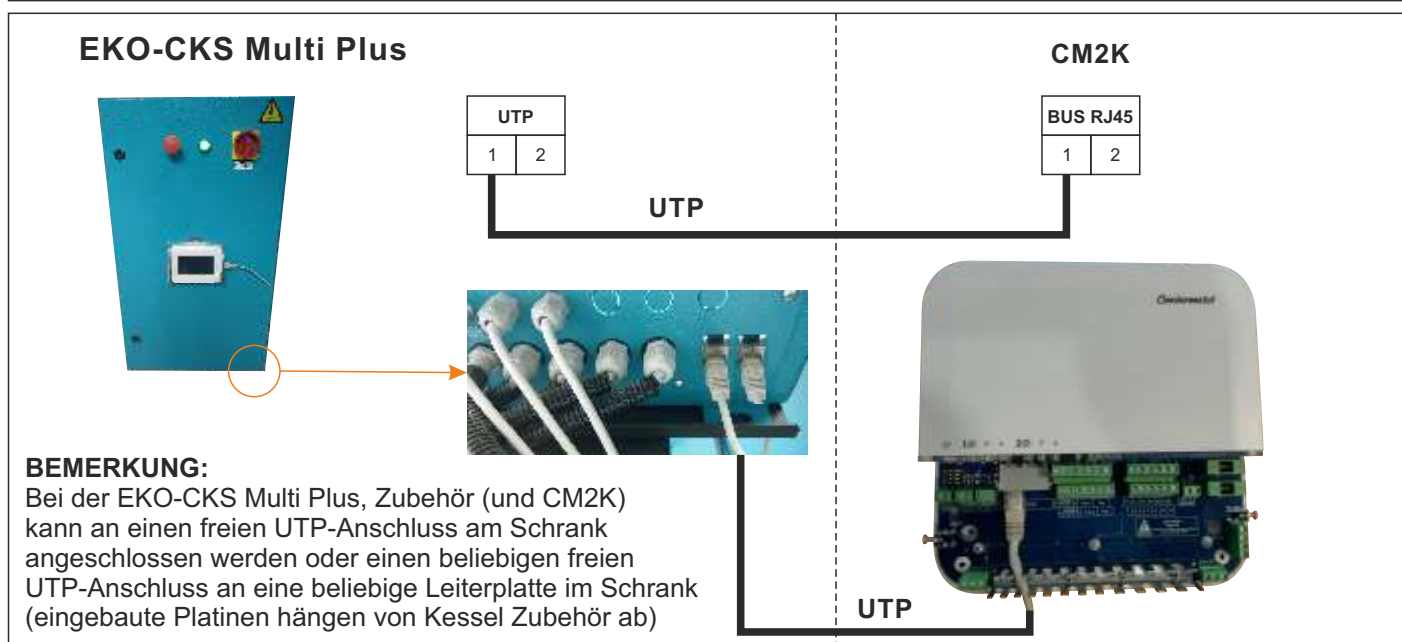 EKO-CKS Multi Plus
CM2K
UTP
1 2
BUS RJ45
1 2
UTP
BEMERKUNG:
Bei der EKO-CKS Multi Plus, Zubehör (und CM2K)
kann an einen freien UTP-Anschluss am Schrank
angeschlossen werden oder einen beliebigen freien
UTP-Anschluss an eine beliebige Leiterplatte im Schrank
(eingebaute Platinen hängen von Kessel Zubehör ab)
UTP